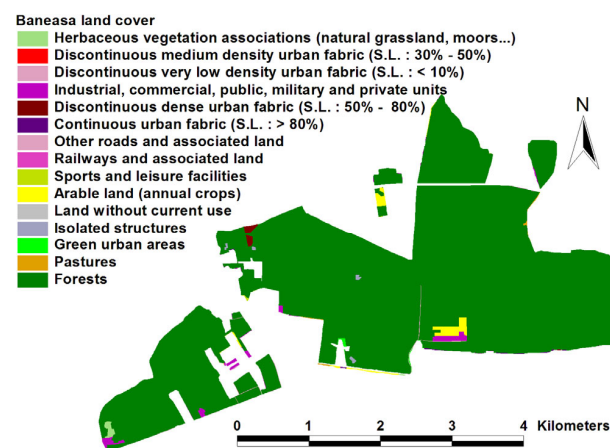 Baneasa land cover
Herbaceous vegetation associations (natural grassland, moors...)
Discontinuous medium density urban fabric (S.L. : 30% - 50%)
Discontinuous very low density urban fabric (S.L. : < 10%)
Industrial, commercial, public, military and private units
Discontinuous dense urban fabric (S.L. : 50% - 80%)
Continuous urban fabric (S.L. : > 80%)
Other roads and associated land
Railways and associated land
Sports and leisure facilities
Arable land (annual crops)
Land without current use
Isolated structures
Green urban areas
Pastures
Forests
N
0 1 2 3 4 Kilometers